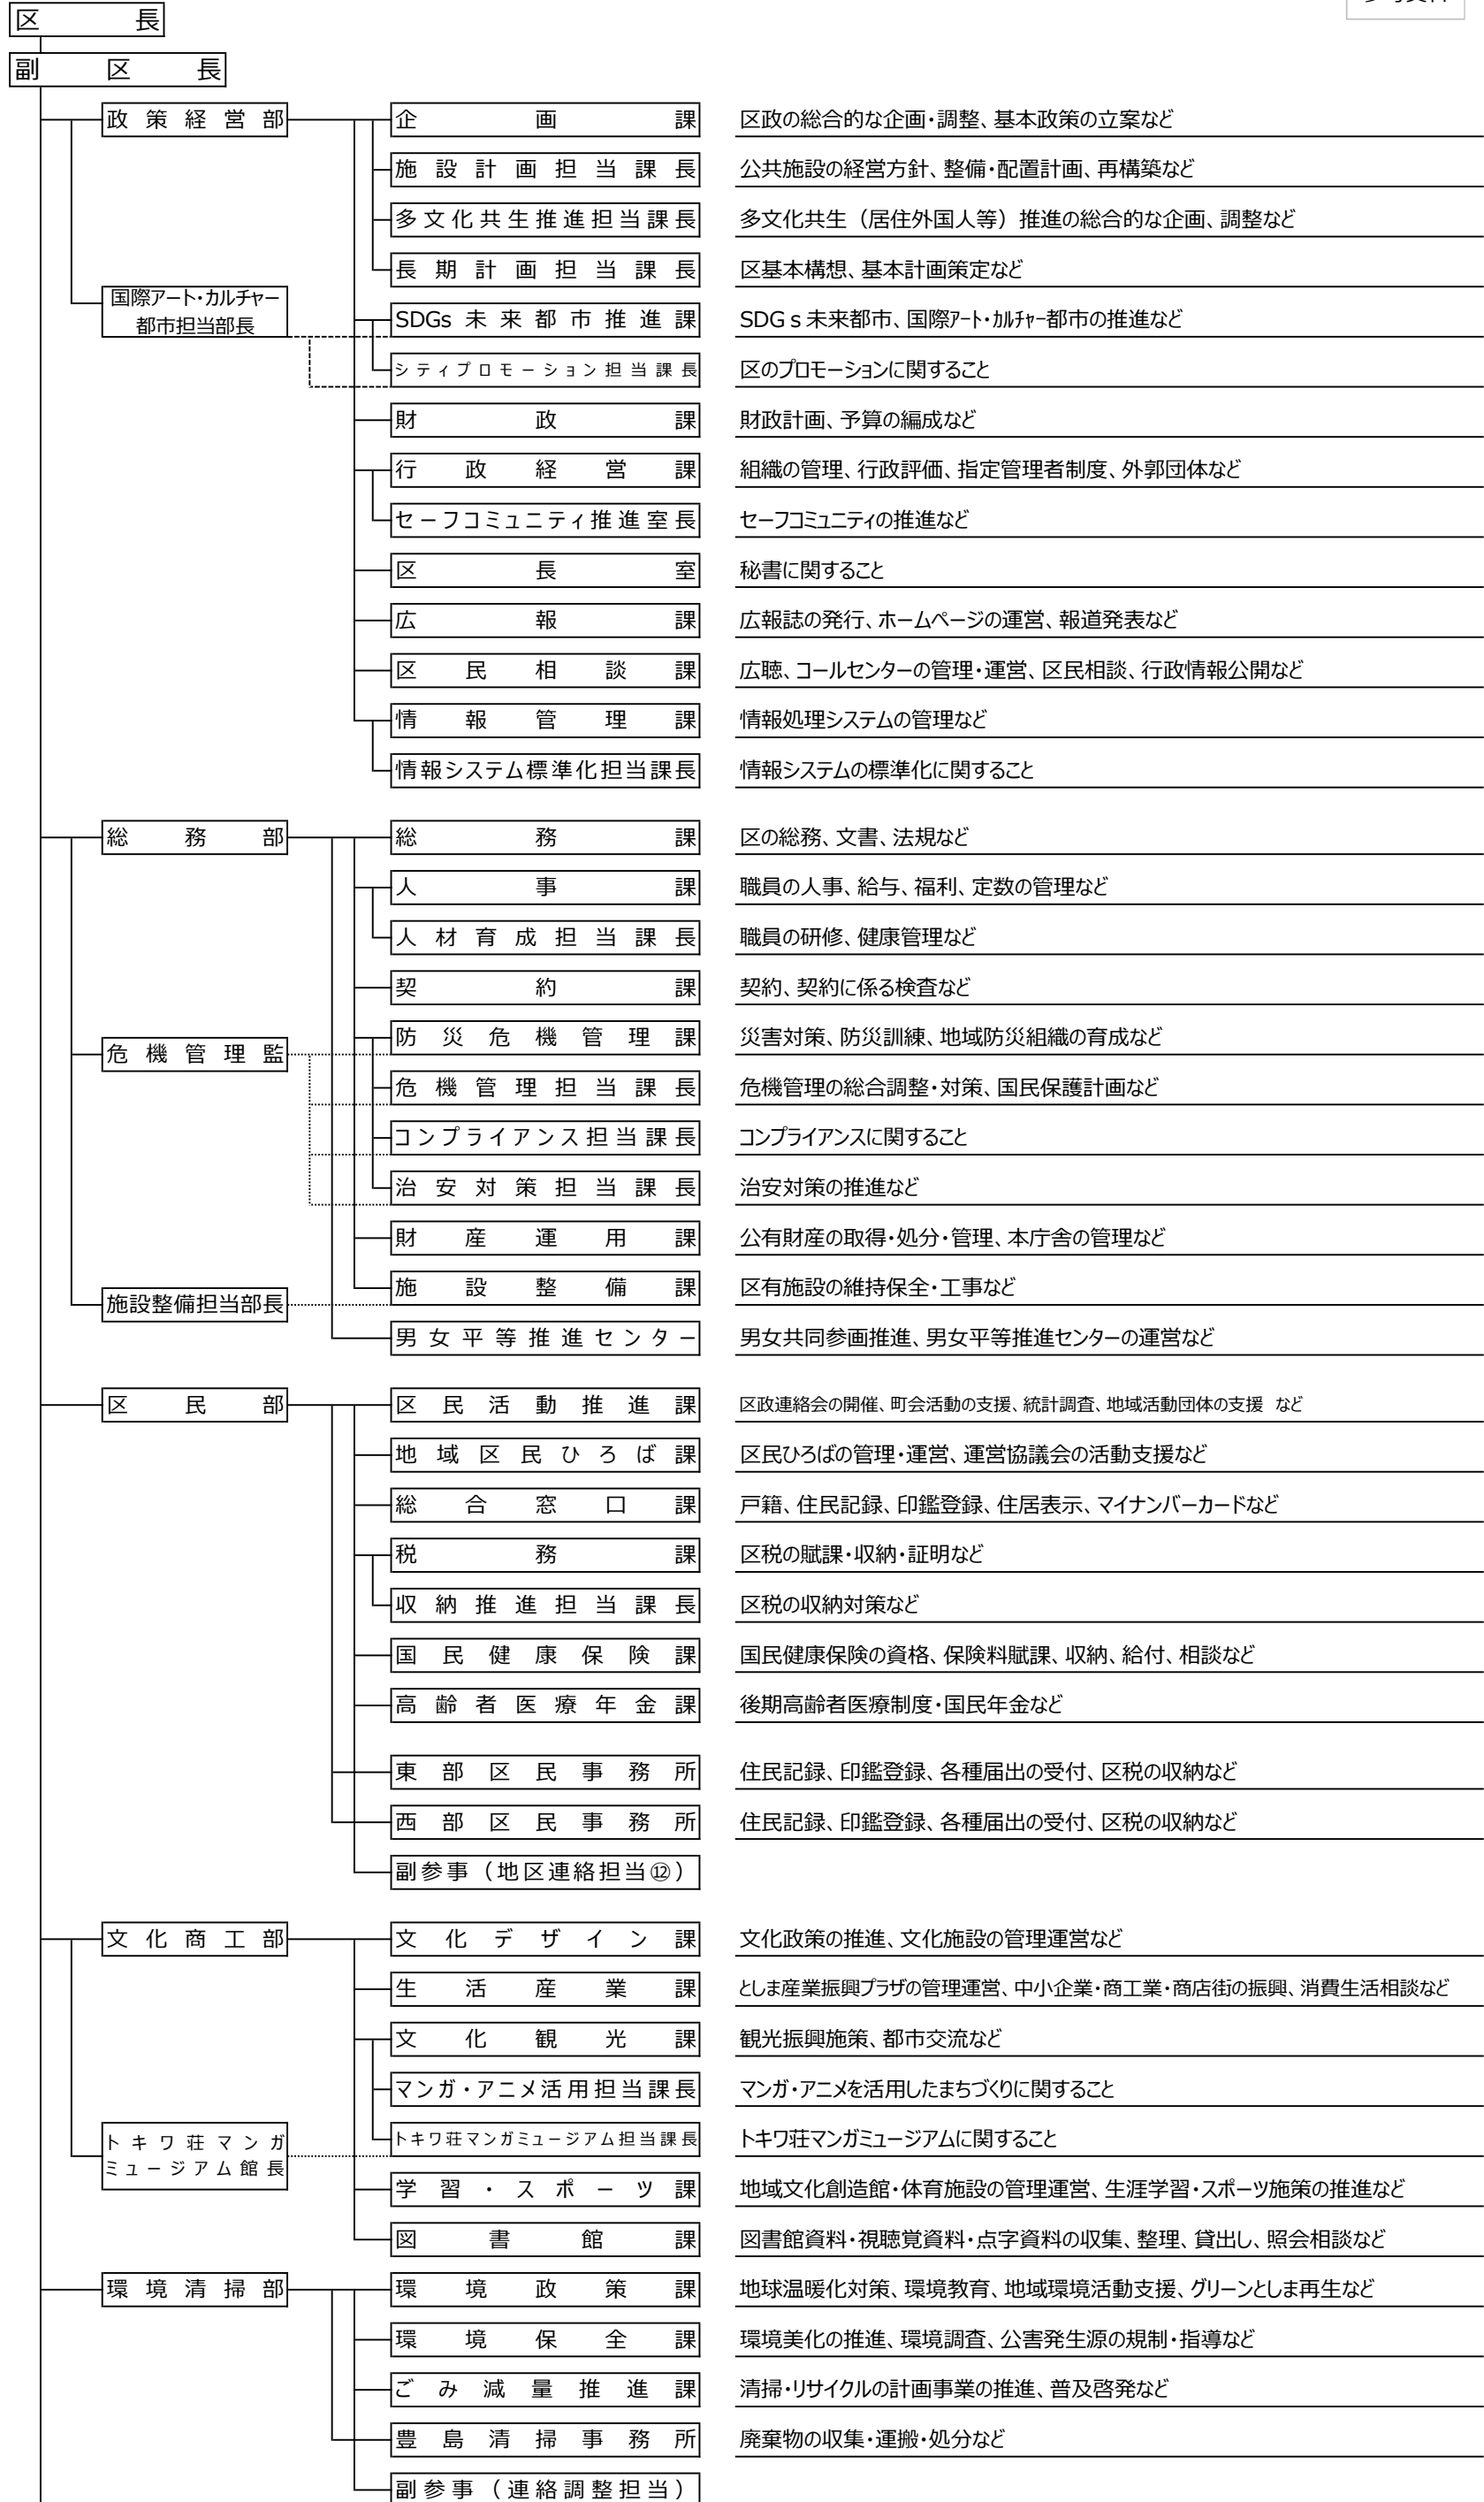 区長
副区長
政策経営部 企画課 区政の総合的な企画・調整、基本政策の立案など
施設計画担当課長 公共施設の経営方針、整備・配置計画、再構築など
多文化共生推進担当課長 多文化共生（居住外国人等）推進の総合的な企画、調整など
長期計画担当課長 区基本構想、基本計画策定など
国際アート・カルチャー
都市担当部長
SDGs未来都市推進課 SDGｓ未来都市、国際アート・カルチャー都市の推進など
シティプロモーション担当課長 区のプロモーションに関すること
財政課 財政計画、予算の編成など
行政経営課 組織の管理、行政評価、指定管理者制度、外郭団体など
セーフコミュニティ推進室長 セーフコミュニティの推進など
区長室 秘書に関すること
広報課 広報誌の発行、ホームページの運営、報道発表など
区民相談課 広聴、コールセンターの管理・運営、区民相談、行政情報公開など
情報管理課 情報処理システムの管理など
情報システム標準化担当課長 情報システムの標準化に関すること
総務部 総務課 区の総務、文書、法規など
人事課 職員の人事、給与、福利、定数の管理など
人材育成担当課長 職員の研修、健康管理など
契約課 契約、契約に係る検査など
危機管理監 防災危機管理課 災害対策、防災訓練、地域防災組織の育成など
危機管理担当課長 危機管理の総合調整・対策、国民保護計画など
コンプライアンス担当課長 コンプライアンスに関すること
治安対策担当課長 治安対策の推進など
財産運用課 公有財産の取得・処分・管理、本庁舎の管理など
施設整備担当部長 施設整備課 区有施設の維持保全・工事など
男女平等推進センター 男女共同参画推進、男女平等推進センターの運営など
区民部 区民活動推進課 区政連絡会の開催、町会活動の支援、統計調査、地域活動団体の支援 など
地域区民ひろば課 区民ひろばの管理・運営、運営協議会の活動支援など
総合窓口課 戸籍、住民記録、印鑑登録、住居表示、マイナンバーカードなど
税務課 区税の賦課・収納・証明など
収納推進担当課長 区税の収納対策など
国民健康保険課 国民健康保険の資格、保険料賦課、収納、給付、相談など
高齢者医療年金課 後期高齢者医療制度・国民年金など
東部区民事務所 住民記録、印鑑登録、各種届出の受付、区税の収納など
西部区民事務所 住民記録、印鑑登録、各種届出の受付、区税の収納など
副参事（地区連絡担当⑫）
文化商工部 文化デザイン課 文化政策の推進、文化施設の管理運営など
生活産業課 としま産業振興プラザの管理運営、中小企業・商工業・商店街の振興、消費生活相談など
文化観光課 観光振興施策、都市交流など
マンガ・アニメ活用担当課長 マンガ・アニメを活用したまちづくりに関すること
トキワ荘マンガ
ミュージアム館長
トキワ荘マンガミュージアム担当課長 トキワ荘マンガミュージアムに関すること
学習・スポーツ課 地域文化創造館・体育施設の管理運営、生涯学習・スポーツ施策の推進など
図書館課 図書館資料・視聴覚資料・点字資料の収集、整理、貸出し、照会相談など
環境清掃部 環境政策課 地球温暖化対策、環境教育、地域環境活動支援、グリーンとしま再生など
環境保全課 環境美化の推進、環境調査、公害発生源の規制・指導など
ごみ減量推進課 清掃・リサイクルの計画事業の推進、普及啓発など
豊島清掃事務所 廃棄物の収集・運搬・処分など
副参事（連絡調整担当）